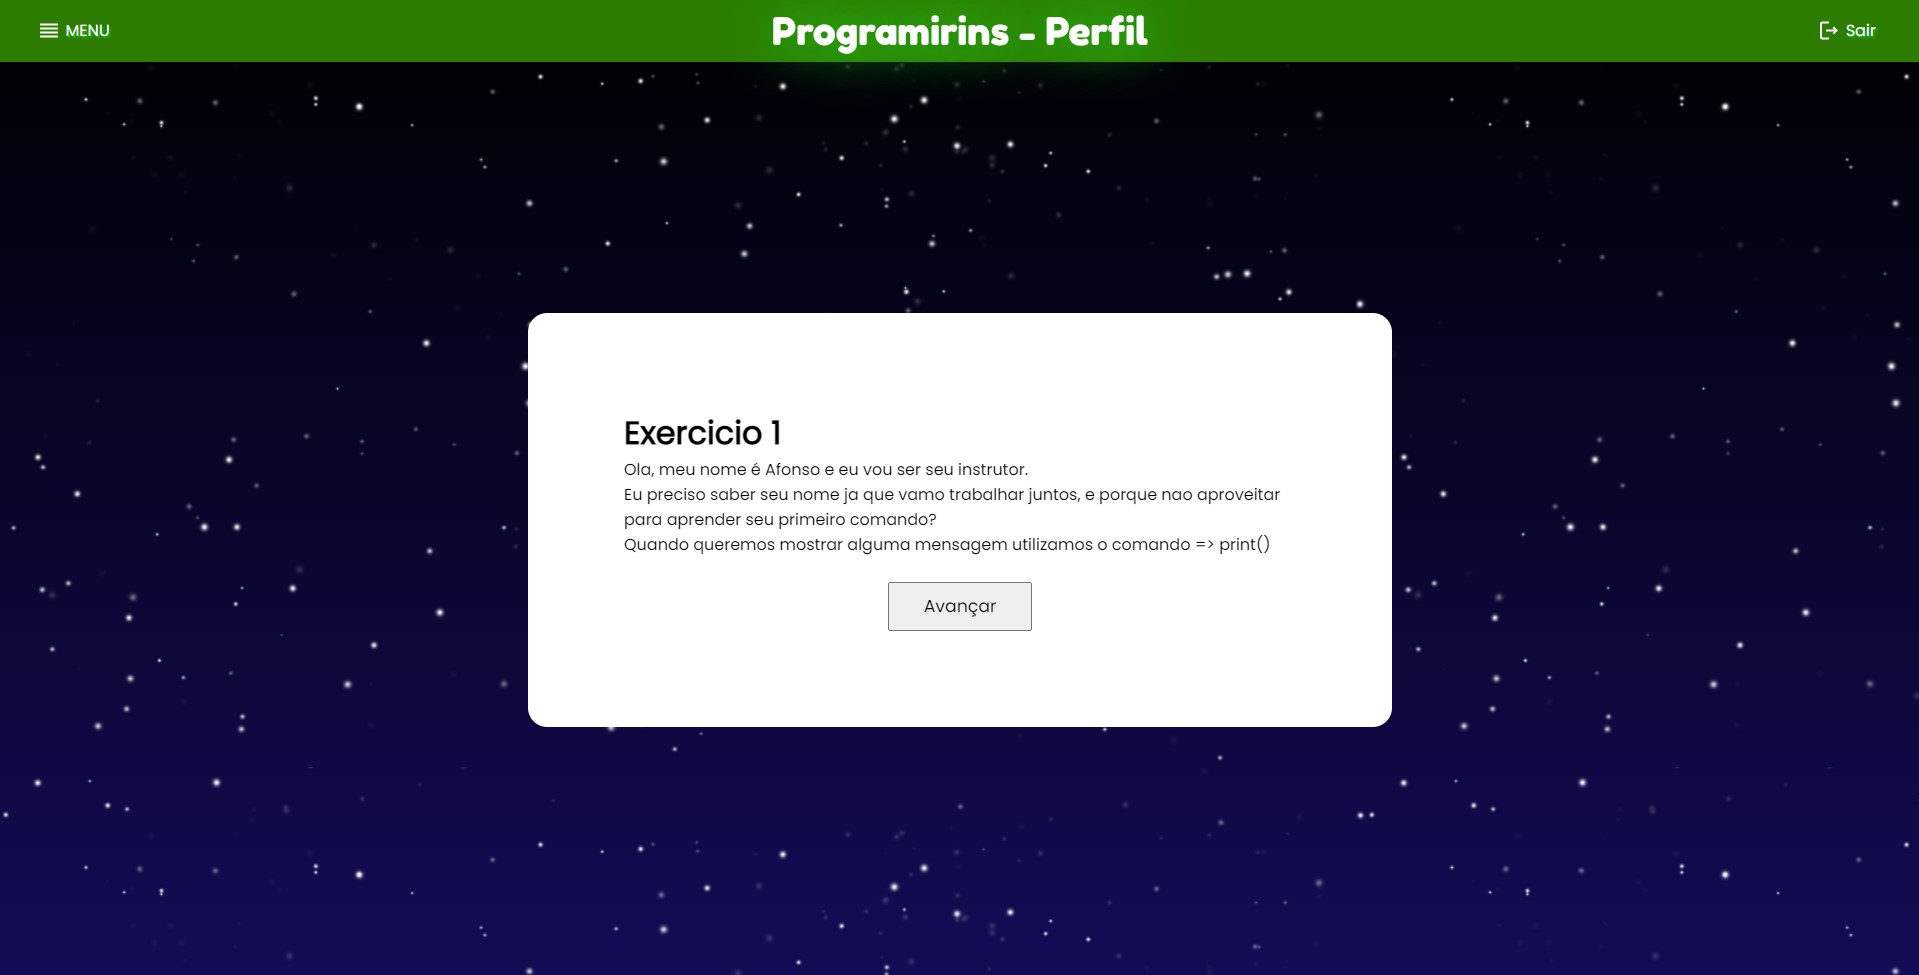 MENU
Programirins - Perfil
Sair
Exercicio 1
Ola, meu nome é Afonso e eu vou ser seu instrutor.
Eu preciso saber seu nome ja que vamo trabalhar juntos, e porque nao aproveitar
para aprender seu primeiro comando?
Quando queremos mostrar alguma mensagem utilizamos o comando => print()
Avançar